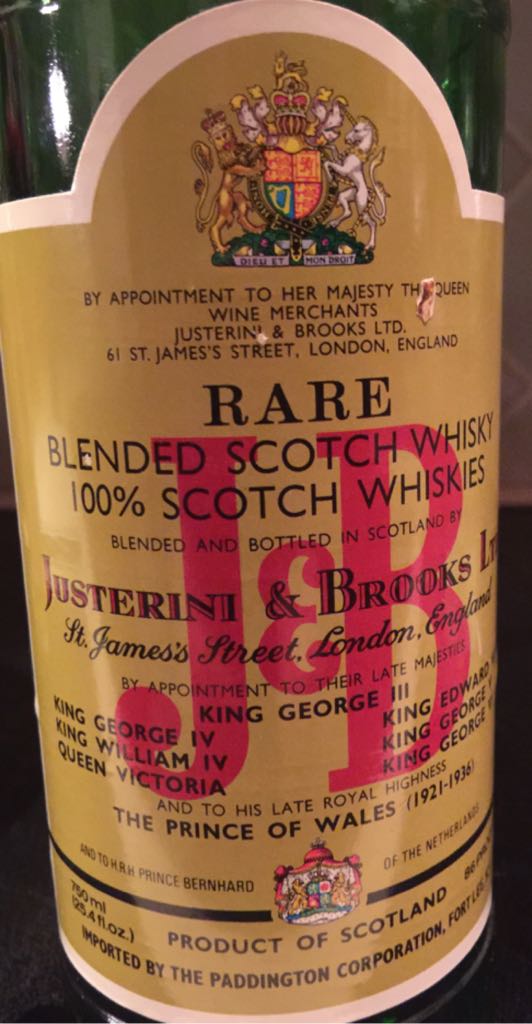 DIEU ET MON DROIT
BY APPOINTMENT TO HER MAJESTY TH QUEEN
WINE MERCHANTS
JUSTERINI & BROOKS LTD.
61 ST. JAMES'S STREET, LONDON, ENGLAND
RARE
BLENDED SCOTCH WHISKY
100% SCOTCH WHISKIES
J&B
BLENDED AND BOTTLED IN SCOTLAND BY
JUSTERINI & BROOKS
St. James's Street, London, England
BY APPOINTMENT TO THEIR LATE MAJESTIES
KING GEORGE III
KING GEORGE IV KING EDWARD
KING WILLIAM IV KING GEORGE V
QUEEN VICTORIA KING GEORGE
AND TO HIS LATE ROYAL HIGHNESS
THE PRINCE OF WALES (1921-1936)
AND TO H.R.H PRINCE BERNHARD OF THE NETHERLANDS
750 ml
(25.4 fl.oz.)
PRODUCT OF SCOTLAND
IMPORTED BY THE PADDINGTON CORPORATION, FORT LEE,